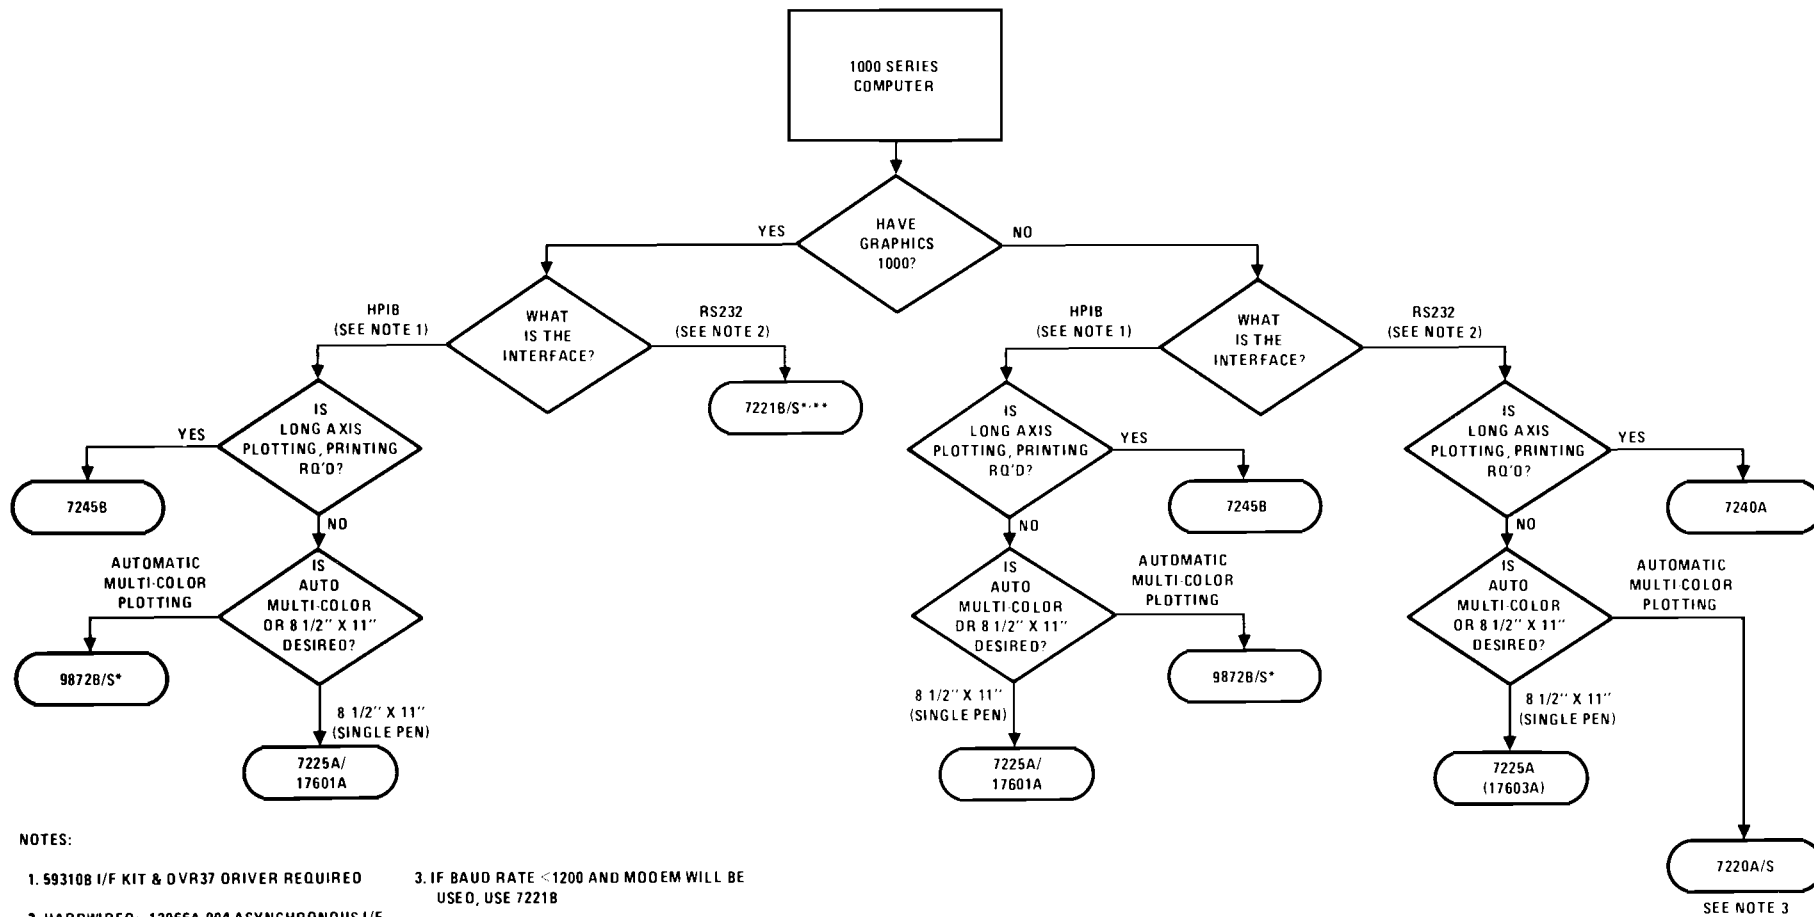 1000 SERIES
COMPUTER
HAVE
GRAPHICS
1000?
YES
NO
WHAT
IS THE
INTERFACE?
HPIB
(SEE NOTE 1)
RS232
(SEE NOTE 2)
7221B/S*,**
IS
LONG AXIS
PLOTTING, PRINTING
RQ'D?
YES
7245B
NO
IS
AUTO
MULTI-COLOR
OR 8 1/2" X 11"
DESIRED?
AUTOMATIC
MULTI-COLOR
PLOTTING
9872B/S*
8 1/2" X 11"
(SINGLE PEN)
7225A/
17601A
WHAT
IS THE
INTERFACE?
HPIB
(SEE NOTE 1)
RS232
(SEE NOTE 2)
IS
LONG AXIS
PLOTTING, PRINTING
RQ'D?
YES
7245B
NO
IS
AUTO
MULTI-COLOR
OR 8 1/2" X 11"
DESIRED?
AUTOMATIC
MULTI-COLOR
PLOTTING
9872B/S*
8 1/2" X 11"
(SINGLE PEN)
7225A/
17601A
IS
LONG AXIS
PLOTTING, PRINTING
RQ'D?
YES
7240A
NO
IS
AUTO
MULTI-COLOR
OR 8 1/2" X 11"
DESIRED?
AUTOMATIC
MULTI-COLOR
PLOTTING
8 1/2" X 11"
(SINGLE PEN)
7225A
(17603A)
7220A/S
SEE NOTE 3
NOTES:
1. 59310B I/F KIT & DVR37 DRIVER REQUIRED
3. IF BAUD RATE <1200 AND MODEM WILL BE
USED, USE 7221B
2. HARDWIRED - 12966A-004 ASYNCHRONOUS I/F